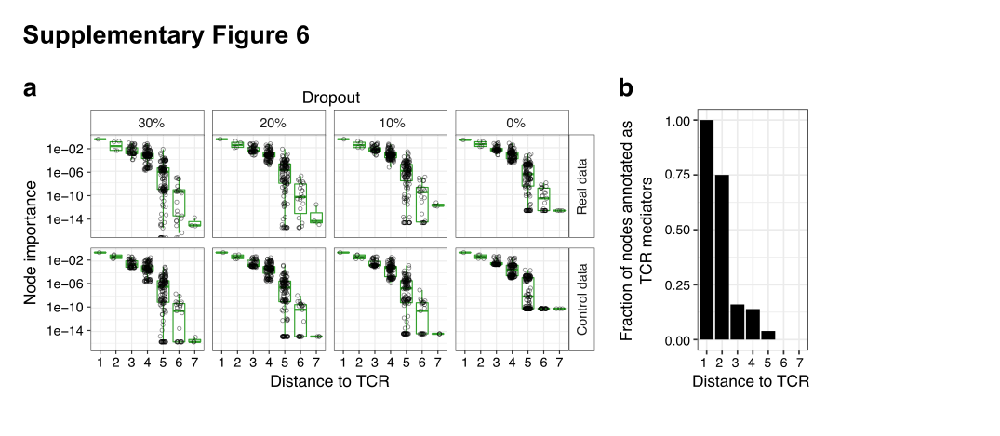 Supplementary Figure 6
a
Dropout
30% 20% 10% 0%
Node importance
1e−02
1e−06
1e−10
1e−14
Real data
1e−02
1e−06
1e−10
1e−14
Control data
1 2 3 4 5 6 7 1 2 3 4 5 6 7 1 2 3 4 5 6 7 1 2 3 4 5 6 7
Distance to TCR
b
Fraction of nodes annotated as
TCR mediators
1.00
0.75
0.50
0.25
0.00
1 2 3 4 5 6 7
Distance to TCR